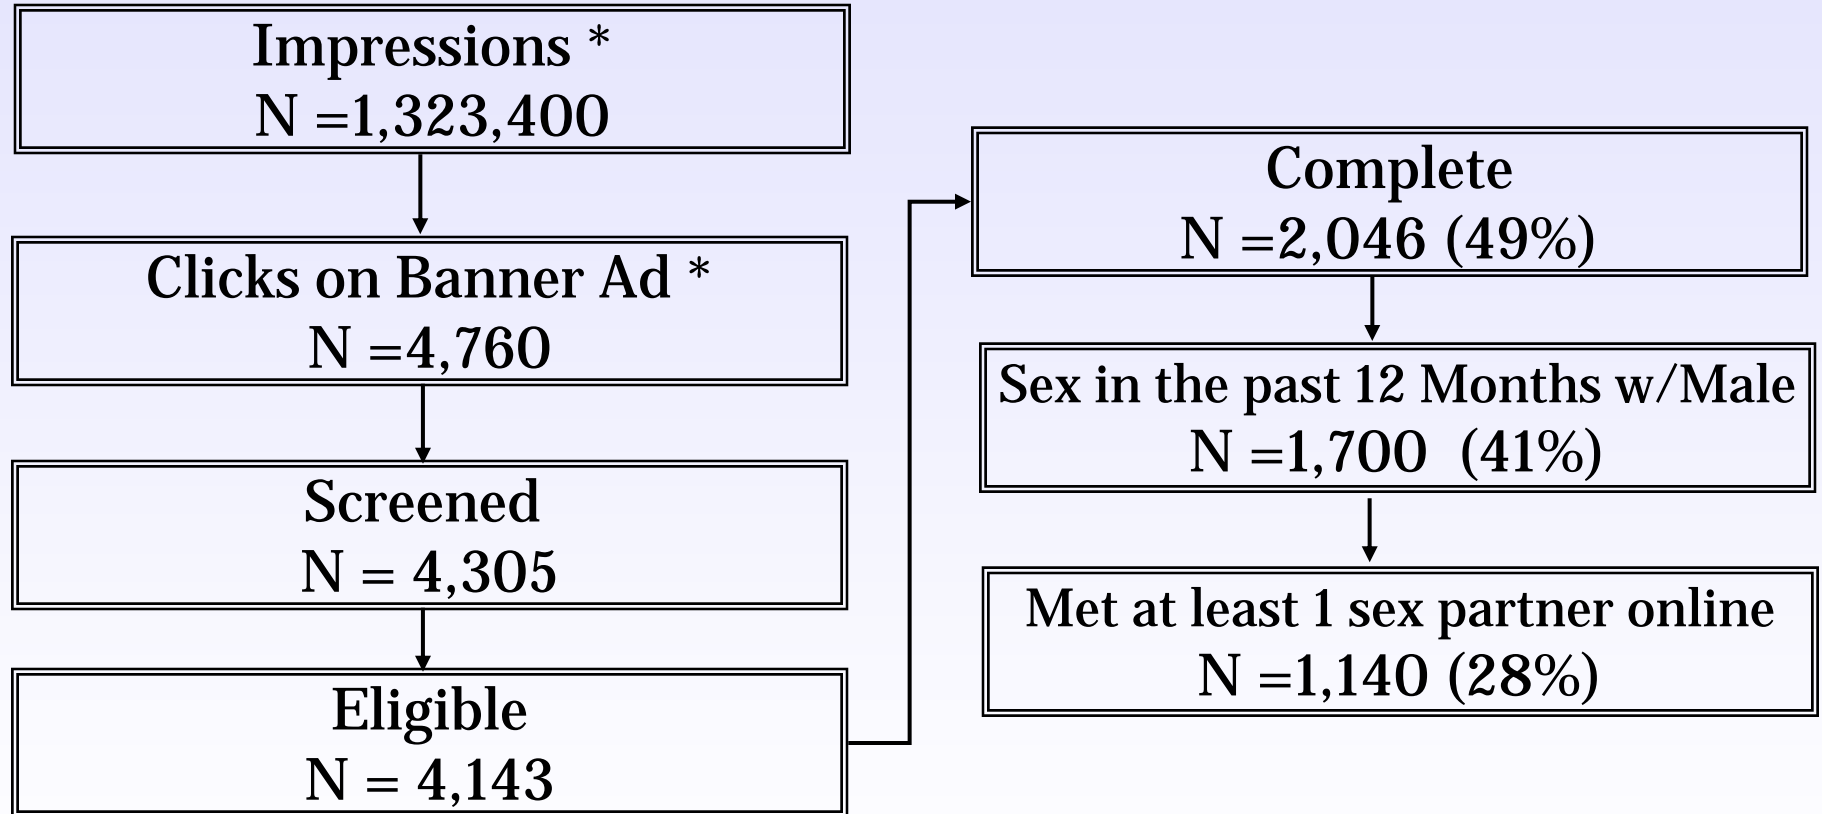 Impressions *
N =1,323,400
Clicks on Banner Ad *
N =4,760
Screened
N = 4,305
Eligible
N = 4,143
Complete
N =2,046 (49%)
Sex in the past 12 Months w/Male
N =1,700 (41%)
Met at least 1 sex partner online
N =1,140 (28%)